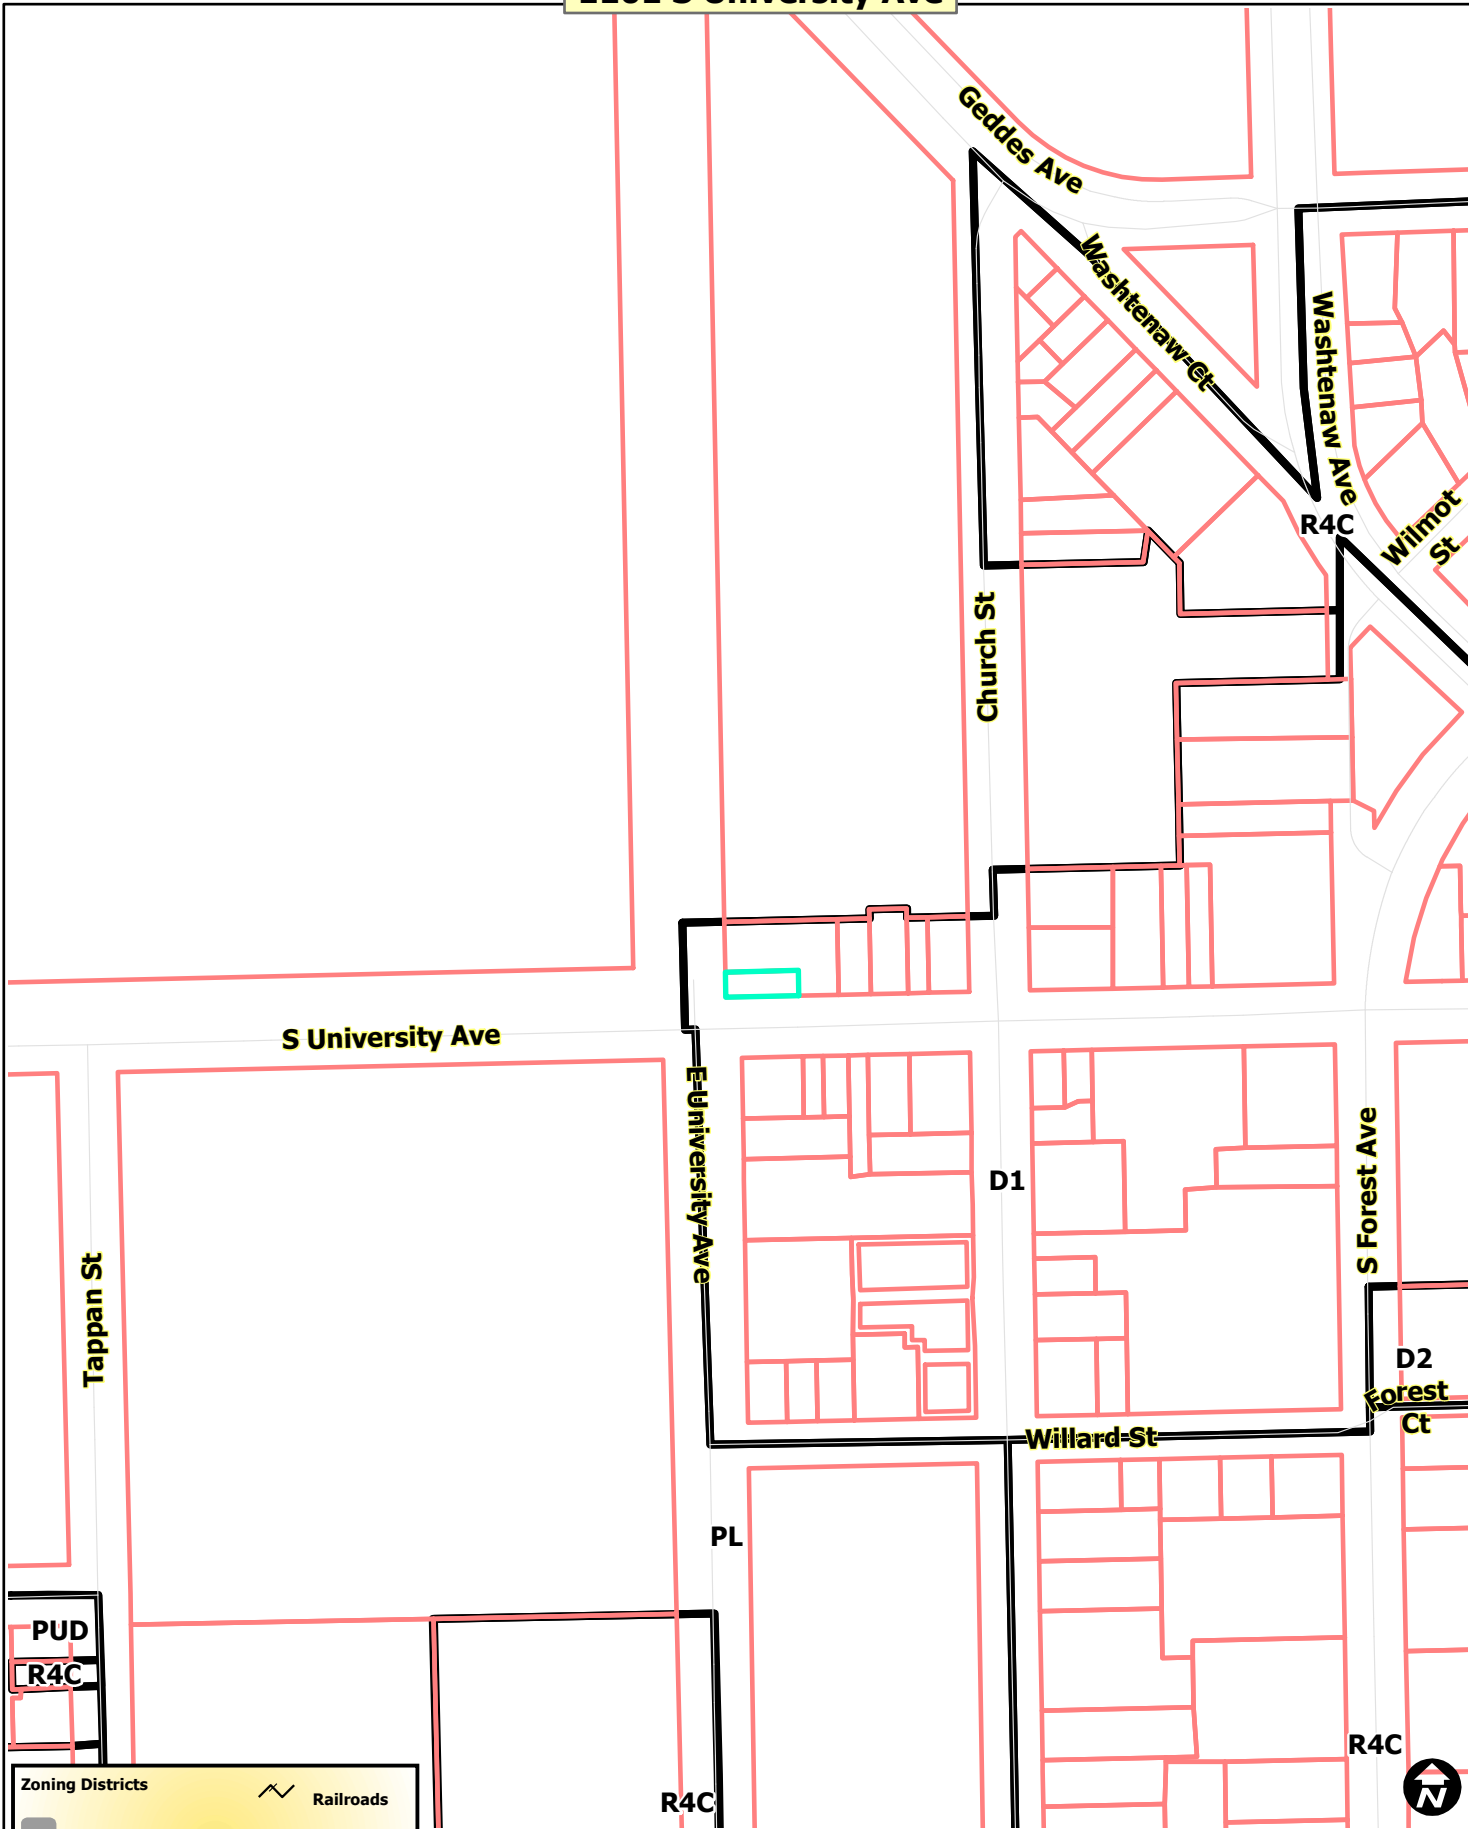 Geddes Ave
Washtenaw Ct
Washtenaw Ave
R4C
Wilmot
St
Church St
S University Ave
E University Ave
D1
S Forest Ave
Tappan St
D2
Forest
Ct
Willard St
PL
PUD
R4C
R4C
R4C
Zoning Districts
Railroads
N